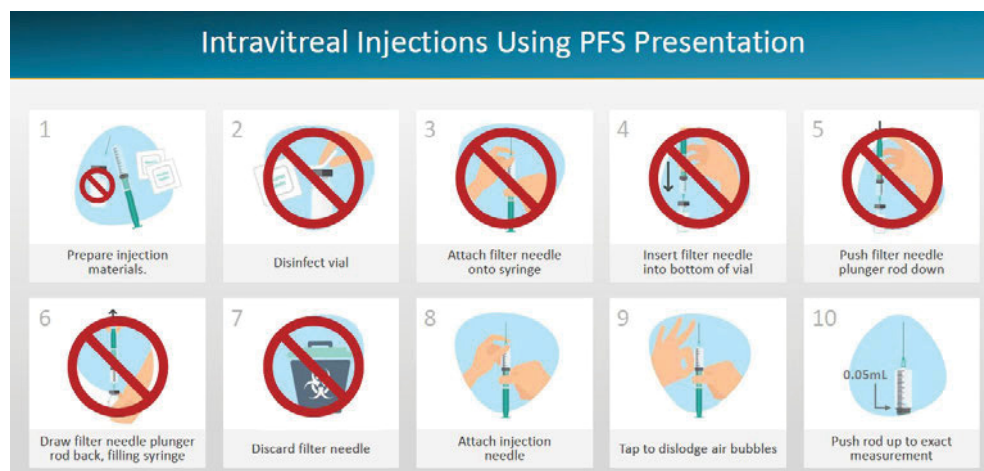 Intravitreal Injections Using PFS Presentation
1
2
3
4
5
Prepare injection
materials.
Disinfect vial
Attach filter needle
onto syringe
Insert filter needle
into bottom of vial
Push filter needle
plunger rod down
6
7
8
9
10
0.05mL
Draw filter needle plunger
rod back, filling syringe
Discard filter needle
Attach injection
needle
Tap to dislodge air bubbles
Push rod up to exact
measurement